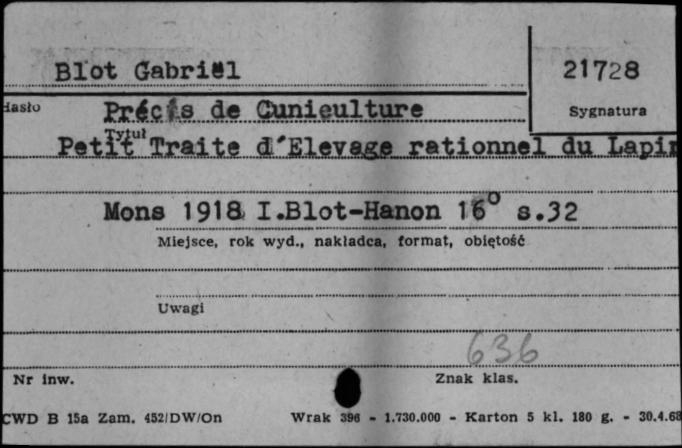 Blot Gabriel
21728
Hasło
Précis de Cunieulture
Sygnatura
Tytuł
Petit Traite d'Elevage rationnel du Lapin
Mons 1918 I.Blot-Hanon 16° s.32
Miejsce, rok wyd., nakładca, format, objętość
Uwagi
636
Nr inw.
Znak klas.
CWD B 15a Zam. 452/DW/On Wrak 396 - 1.730.000 - Karton 5 kl. 180 g. - 30.4.68